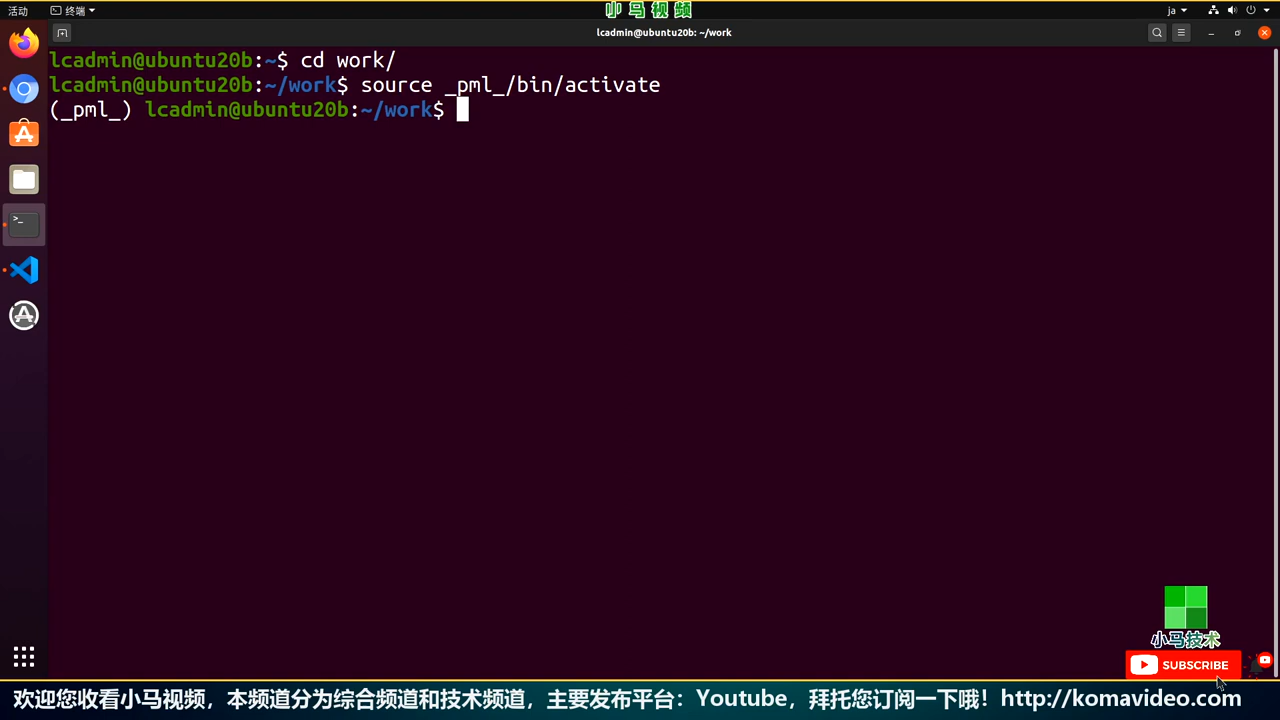 小马视频
活动 终端 ja
lcadmin@ubuntu20b: ~/work
lcadmin@ubuntu20b:~$ cd work/
lcadmin@ubuntu20b:~/work$ source _pml_/bin/activate
(_pml_) lcadmin@ubuntu20b:~/work$
小马技术
SUBSCRIBE
欢迎您收看小马视频，本频道分为综合频道和技术频道，主要发布平台：Youtube，拜托您订阅一下哦！http://komavideo.com